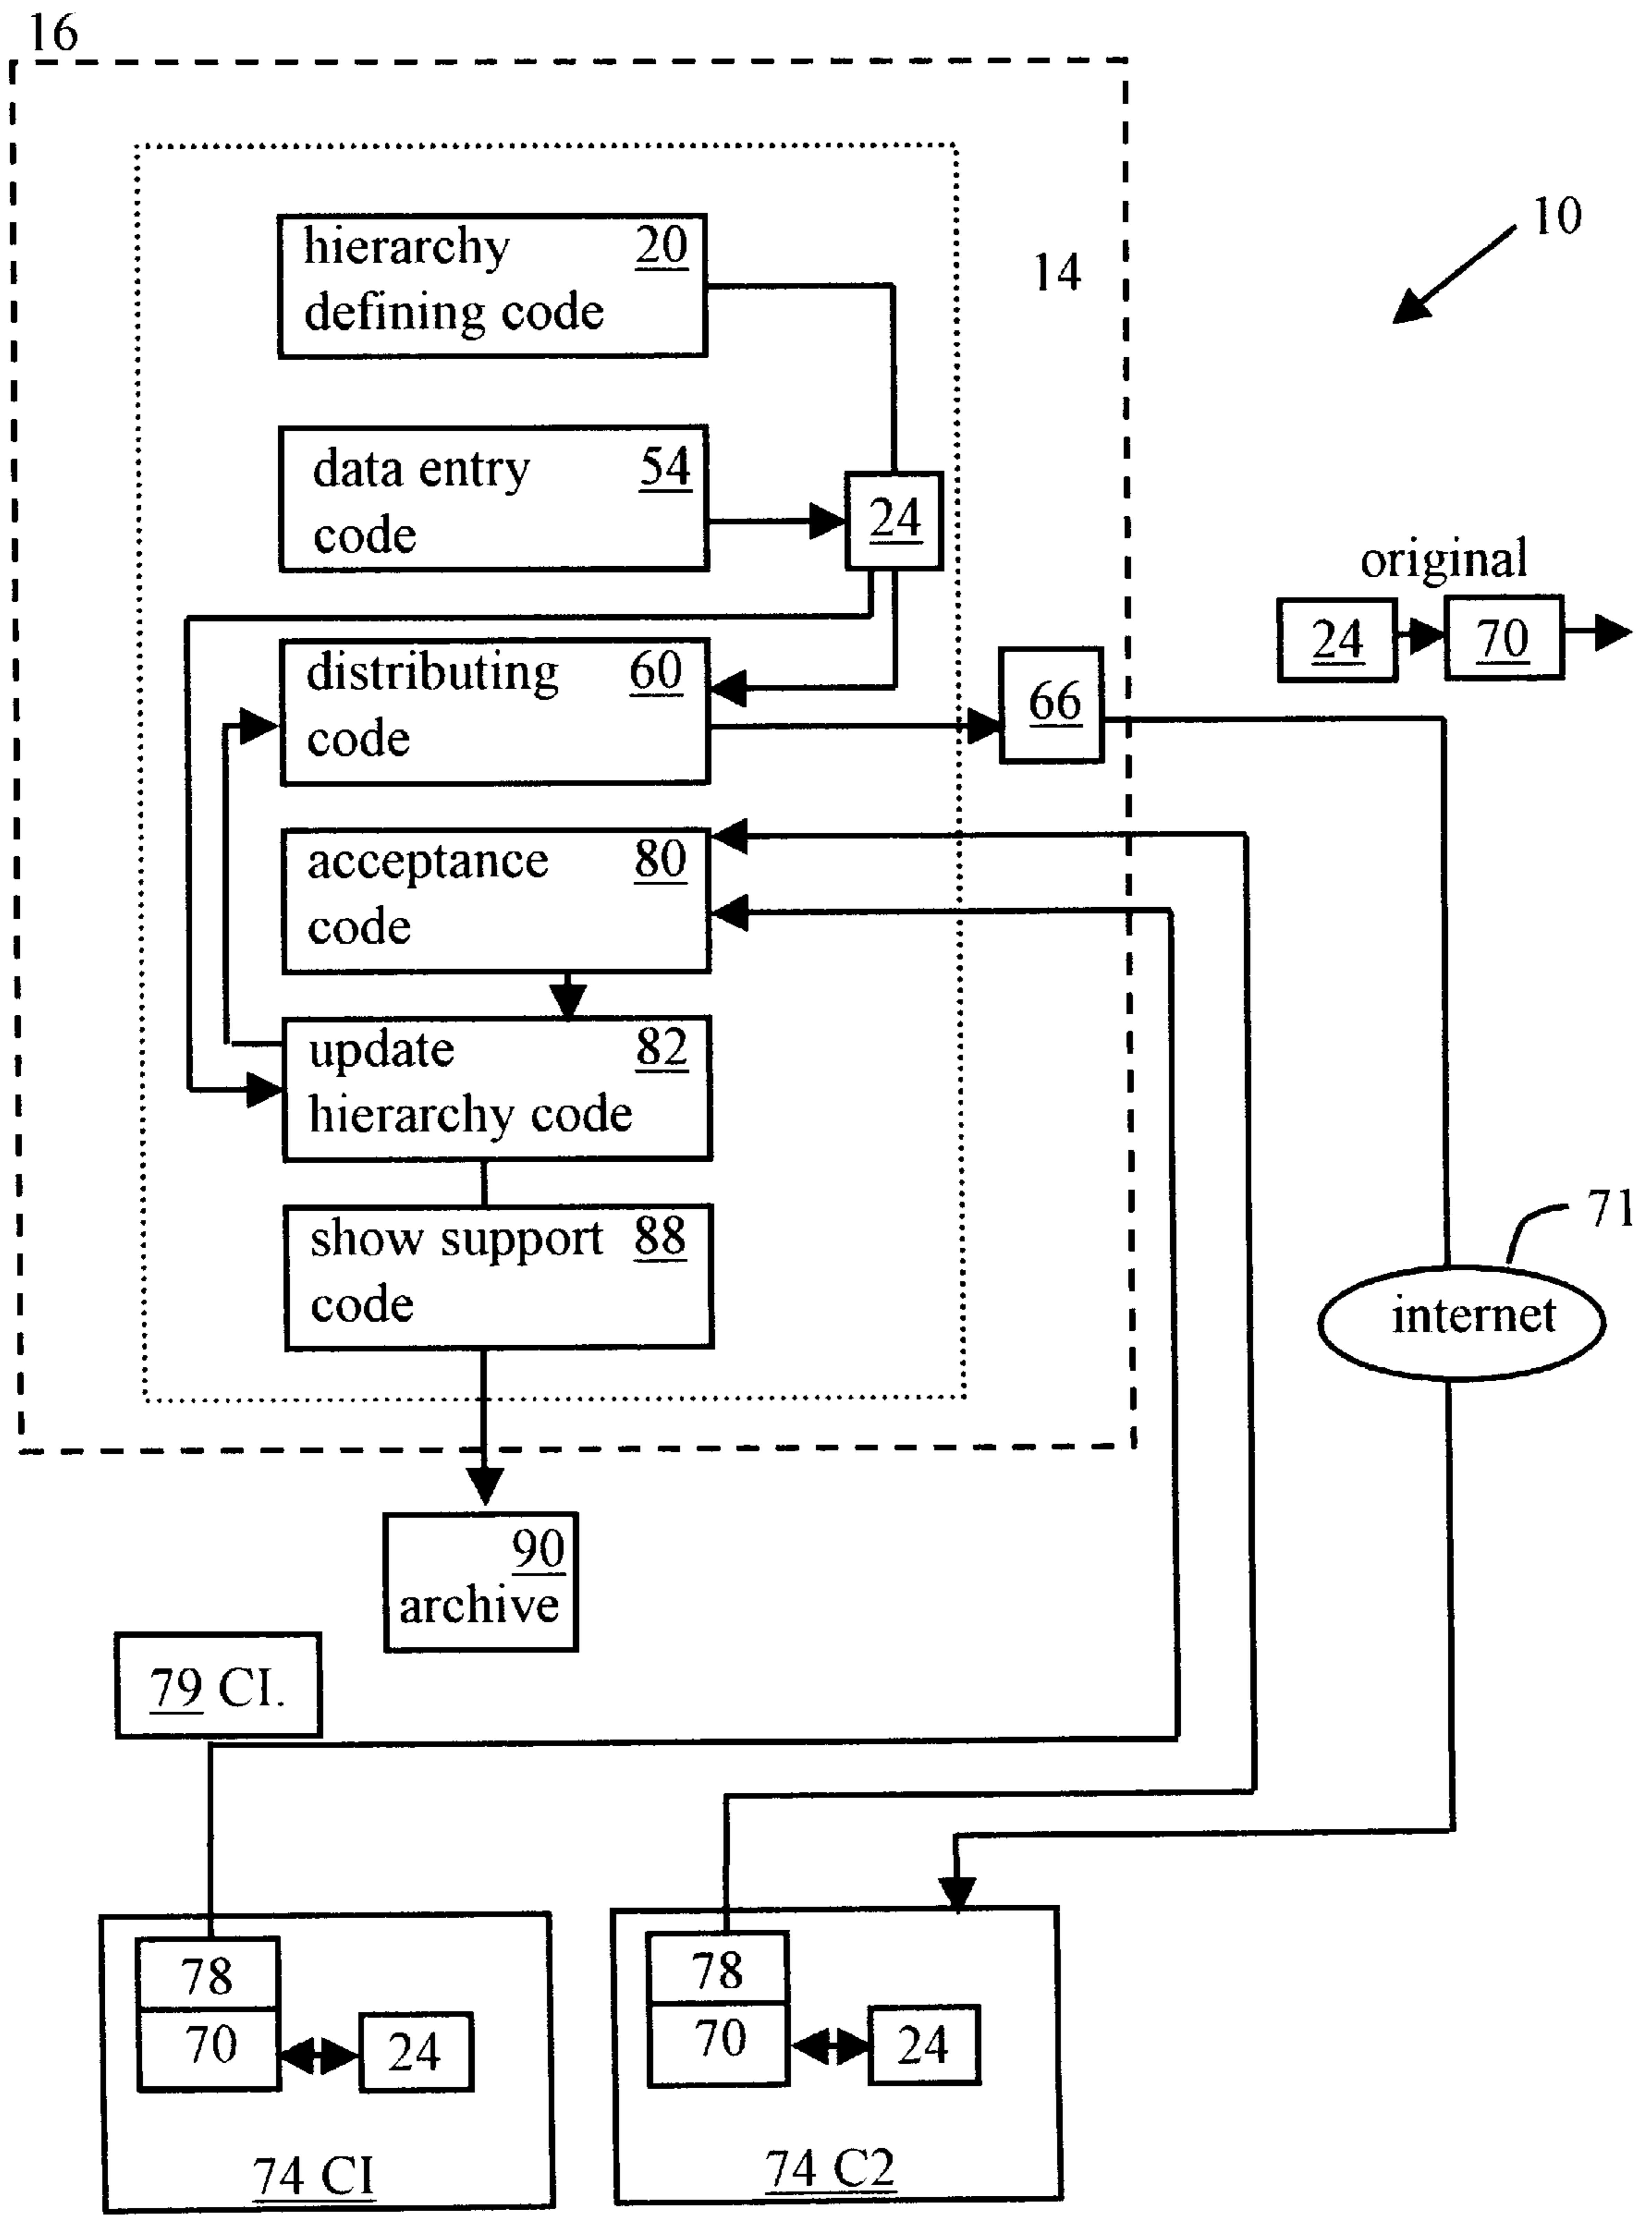 16
10
14
hierarchy 20
defining code
data entry 54
code
24
original
24
70
distributing 60
code
66
acceptance 80
code
update 82
hierarchy code
show support 88
code
71
internet
90
archive
79 CI.
78
70
24
74 CI
78
70
24
74 C2